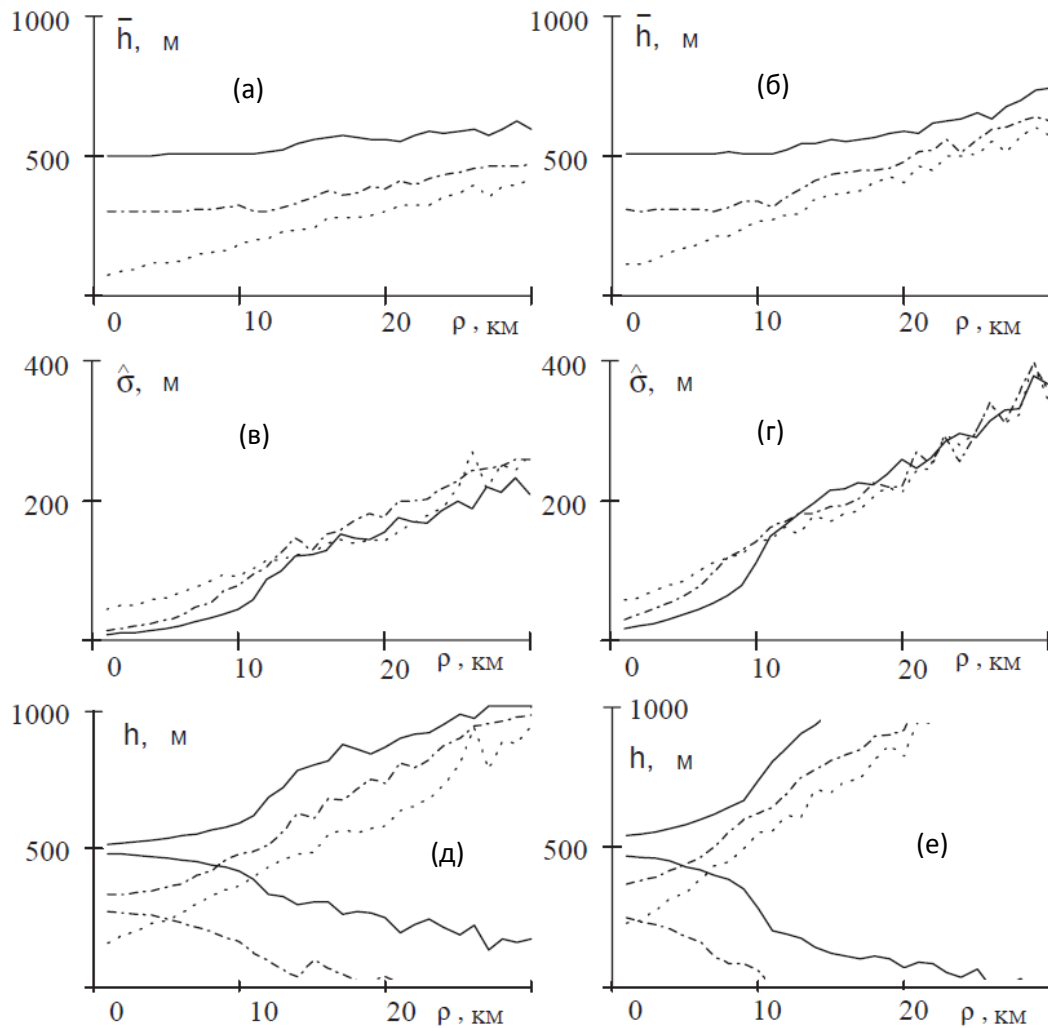 1000
h̄, м
(а)
500
0 10 20 ρ , км
1000
h̄, м
(б)
500
0 10 20 ρ , км
400
σ̂, м
(в)
200
0 10 20 ρ , км
400
σ̂, м
(г)
200
0 10 20 ρ , км
1000
h, м
500
(д)
0 10 20 ρ , км
1000
h, м
500
(е)
0 10 20 ρ , км